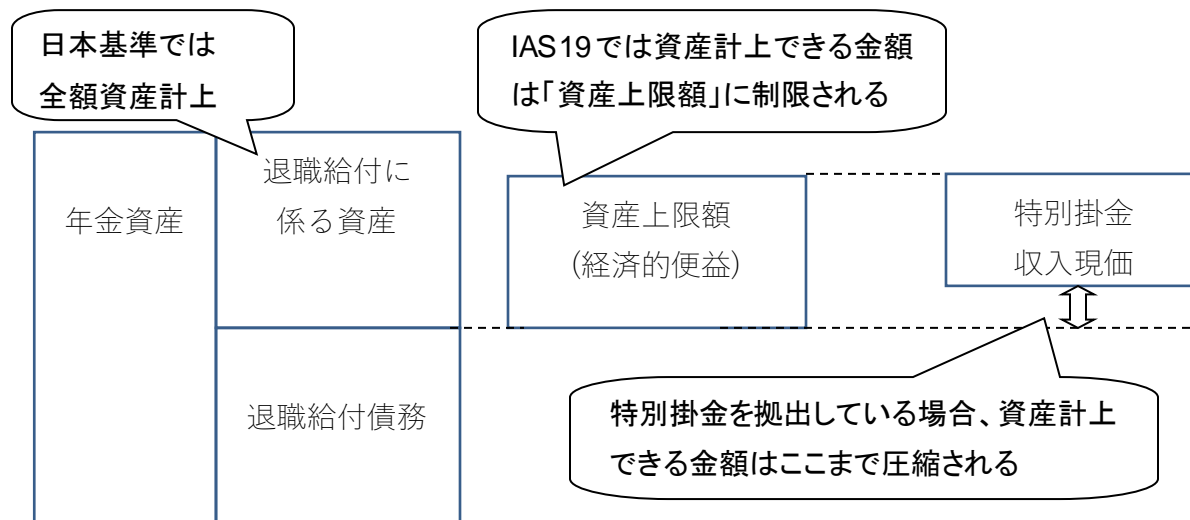 日本基準では
全額資産計上
IAS19では資産計上できる金額
は「資産上限額」に制限される
年金資産
退職給付に
係る資産
資産上限額
(経済的便益)
特別掛金
収入現価
退職給付債務
特別掛金を拠出している場合、資産計上
できる金額はここまで圧縮される